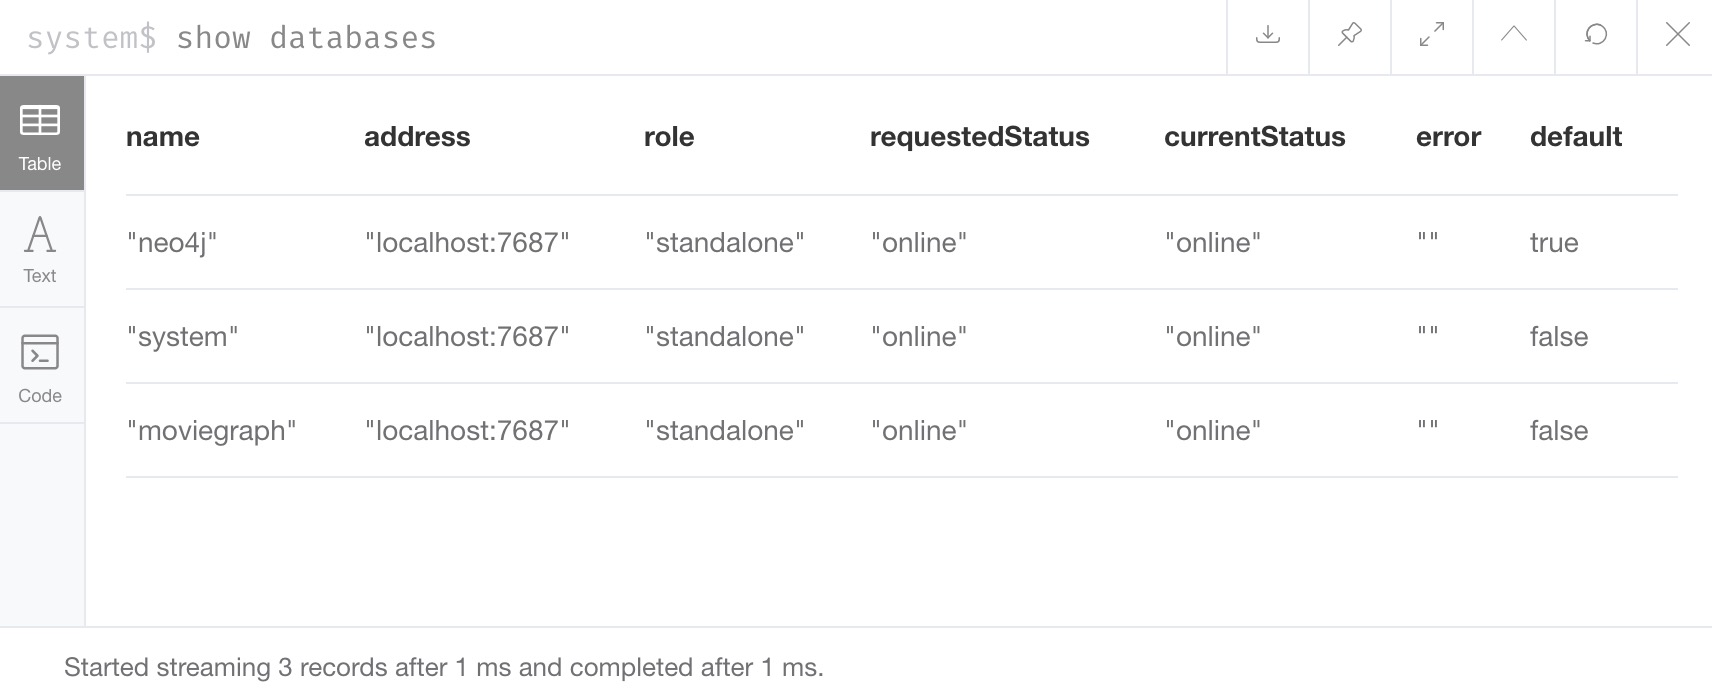 system$ show databases
name address role requestedStatus currentStatus error default
"neo4j" "localhost:7687" "standalone" "online" "online" "" true
"system" "localhost:7687" "standalone" "online" "online" "" false
"moviegraph" "localhost:7687" "standalone" "online" "online" "" false
Table
Text
Code
Started streaming 3 records after 1 ms and completed after 1 ms.